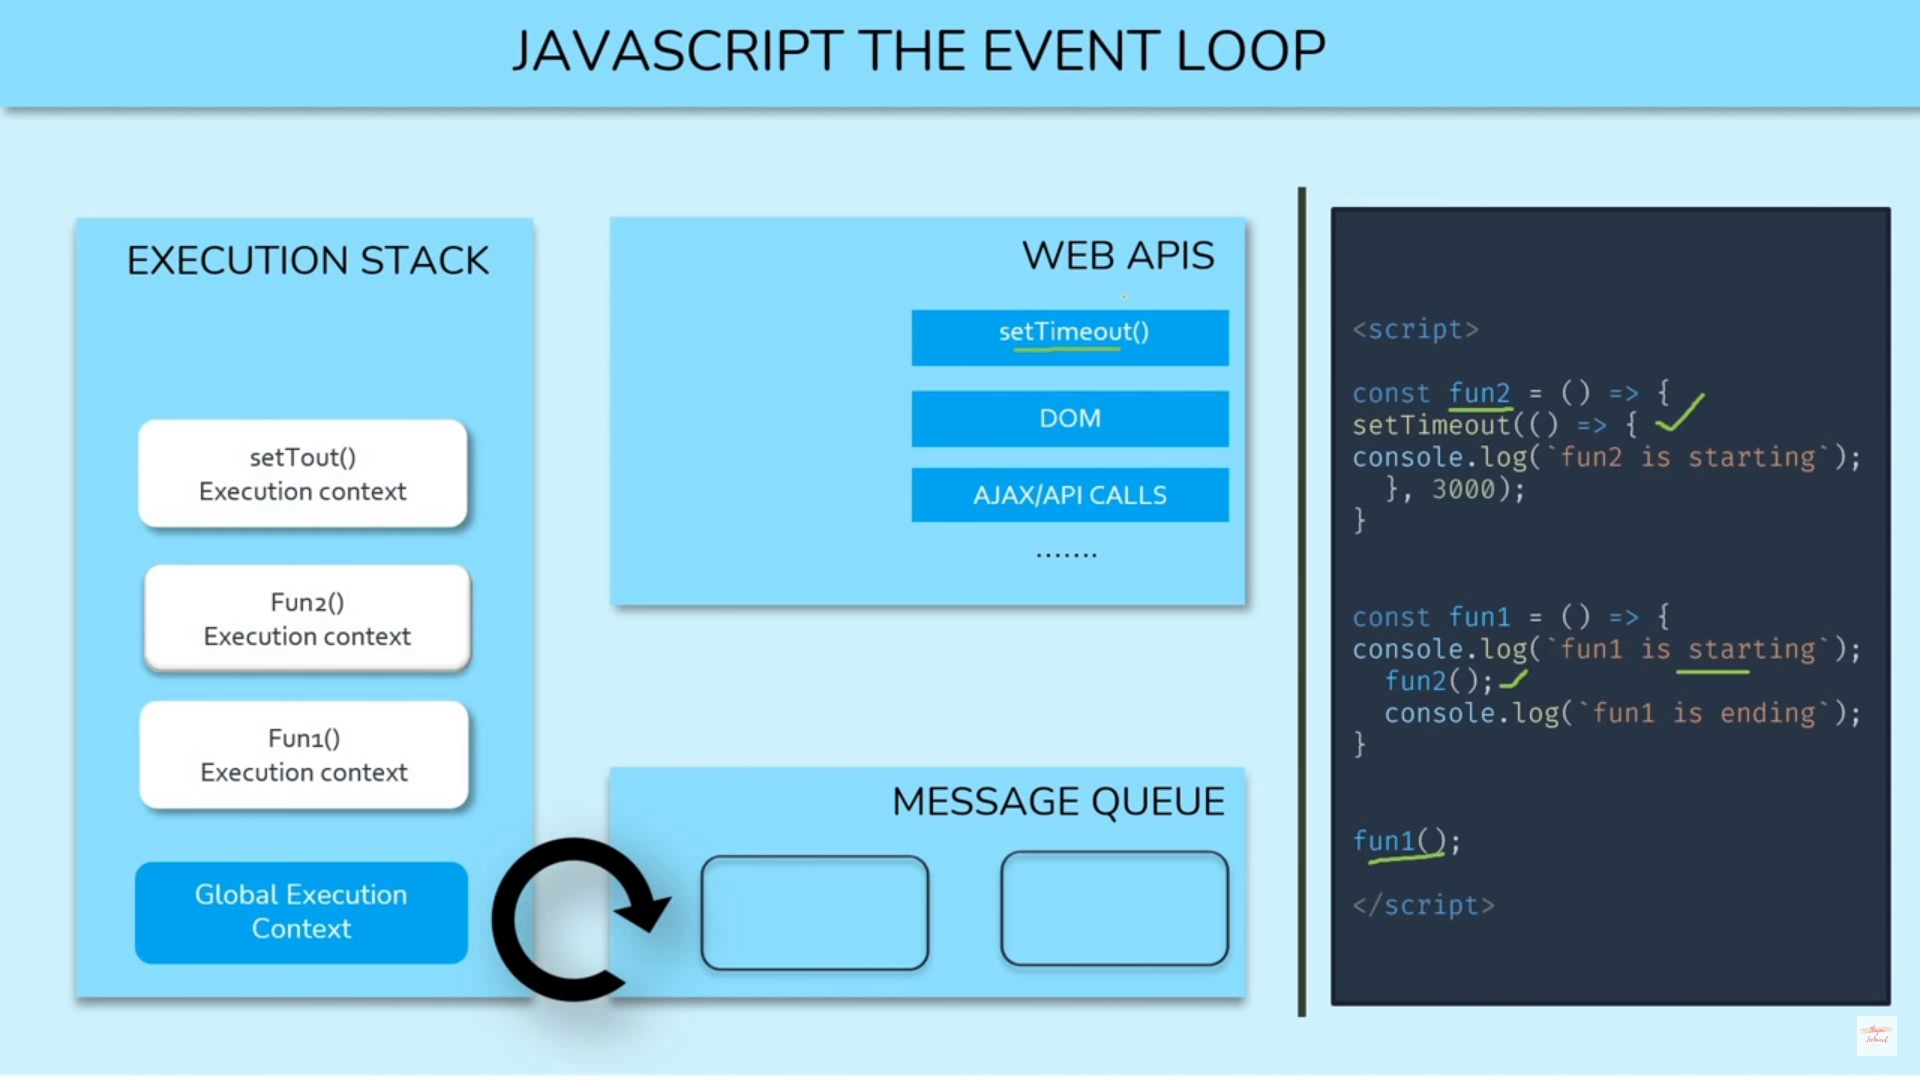 JAVASCRIPT THE EVENT LOOP
EXECUTION STACK
setTout()
Execution context
Fun2()
Execution context
Fun1()
Execution context
Global Execution
Context
WEB APIS
setTimeout()
DOM
AJAX/API CALLS
.......
MESSAGE QUEUE
<script>
const fun2 = () => {
setTimeout(() => {
console.log(`fun2 is starting`);
}, 3000);
}
const fun1 = () => {
console.log(`fun1 is starting`);
fun2();
console.log(`fun1 is ending`);
}
fun1();
</script>